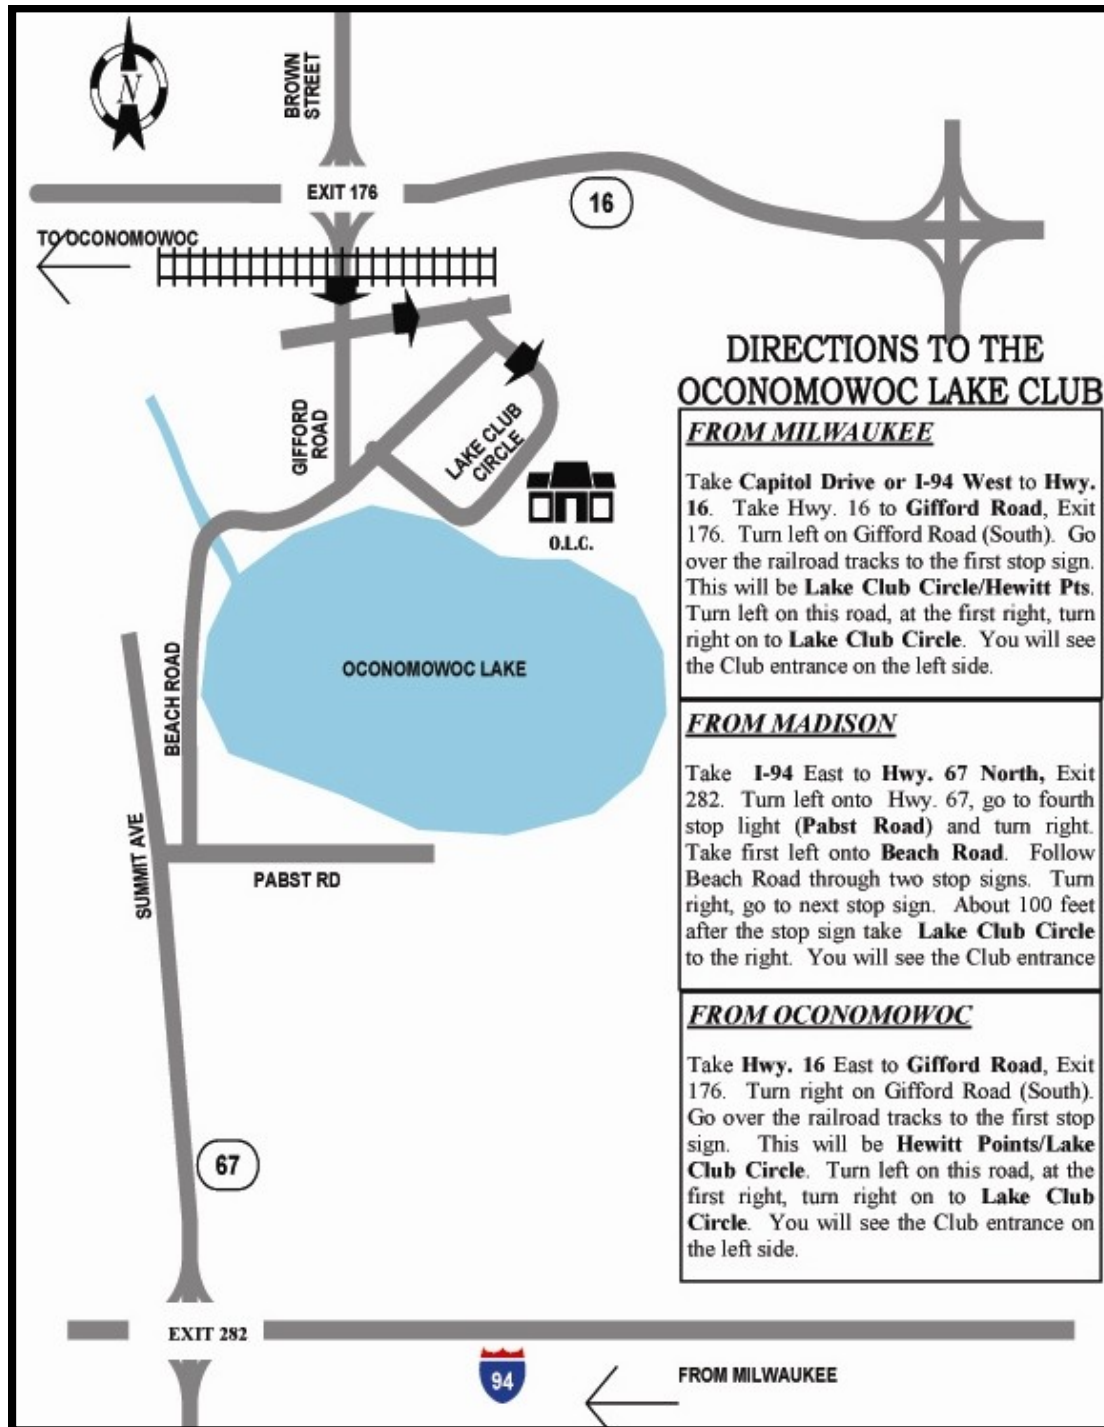 N
BROWN
STREET
EXIT 176
16
TO OCONOMOWOC
GIFFORD
ROAD
LAKE CLUB
CIRCLE
O.L.C.
OCONOMOWOC LAKE
BEACH ROAD
SUMMIT AVE
PABST RD
67
EXIT 282
94
FROM MILWAUKEE
DIRECTIONS TO THE
OCONOMOWOC LAKE CLUB
FROM MILWAUKEE
Take Capitol Drive or I-94 West to Hwy.
16. Take Hwy. 16 to Gifford Road, Exit
176. Turn left on Gifford Road (South). Go
over the railroad tracks to the first stop sign.
This will be Lake Club Circle/Hewitt Pts.
Turn left on this road, at the first right, turn
right on to Lake Club Circle. You will see
the Club entrance on the left side.
FROM MADISON
Take I-94 East to Hwy. 67 North, Exit
282. Turn left onto Hwy. 67, go to fourth
stop light (Pabst Road) and turn right.
Take first left onto Beach Road. Follow
Beach Road through two stop signs. Turn
right, go to next stop sign. About 100 feet
after the stop sign take Lake Club Circle
to the right. You will see the Club entrance
FROM OCONOMOWOC
Take Hwy. 16 East to Gifford Road, Exit
176. Turn right on Gifford Road (South).
Go over the railroad tracks to the first stop
sign. This will be Hewitt Points/Lake
Club Circle. Turn left on this road, at the
first right, turn right on to Lake Club
Circle. You will see the Club entrance on
the left side.